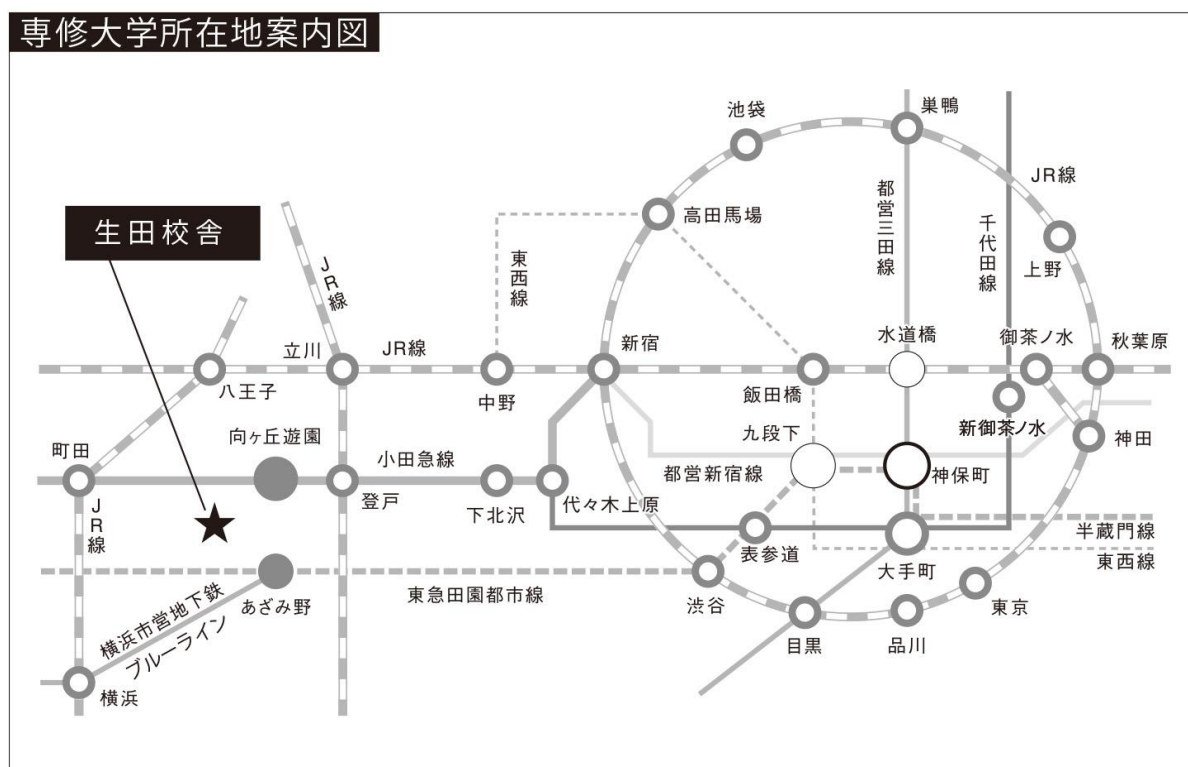 専修大学所在地案内図
池袋
巣鴨
JR線
都営三田線
千代田線
高田馬場
上野
生田校舎
JR線
東西線
立川
JR線
新宿
水道橋
御茶ノ水
秋葉原
八王子
中野
飯田橋
新御茶ノ水
神田
町田
向ヶ丘遊園
小田急線
九段下
都営新宿線
神保町
登戸
下北沢
代々木上原
JR線
表参道
大手町
半蔵門線
東西線
あざみ野
東急田園都市線
渋谷
目黒
品川
東京
横浜市営地下鉄
ブルーライン
横浜